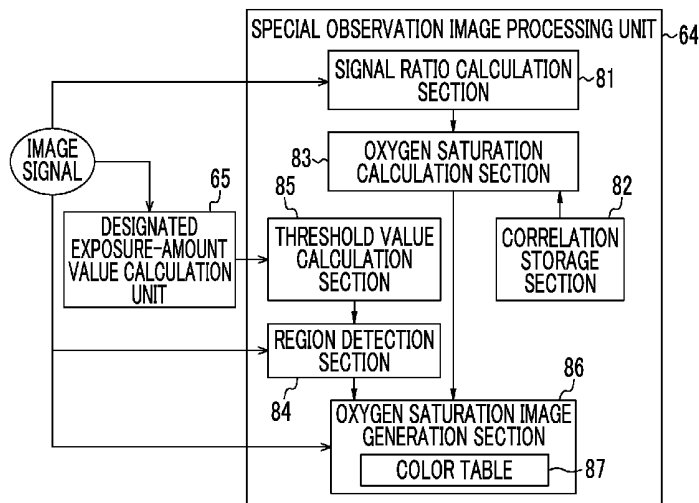 SPECIAL OBSERVATION IMAGE PROCESSING UNIT
64
SIGNAL RATIO CALCULATION
SECTION
81
IMAGE
SIGNAL
83
OXYGEN SATURATION
CALCULATION SECTION
65
DESIGNATED
EXPOSURE-AMOUNT
VALUE CALCULATION
UNIT
85
THRESHOLD VALUE
CALCULATION
SECTION
82
CORRELATION
STORAGE
SECTION
REGION DETECTION
SECTION
84
86
OXYGEN SATURATION IMAGE
GENERATION SECTION
COLOR TABLE
87